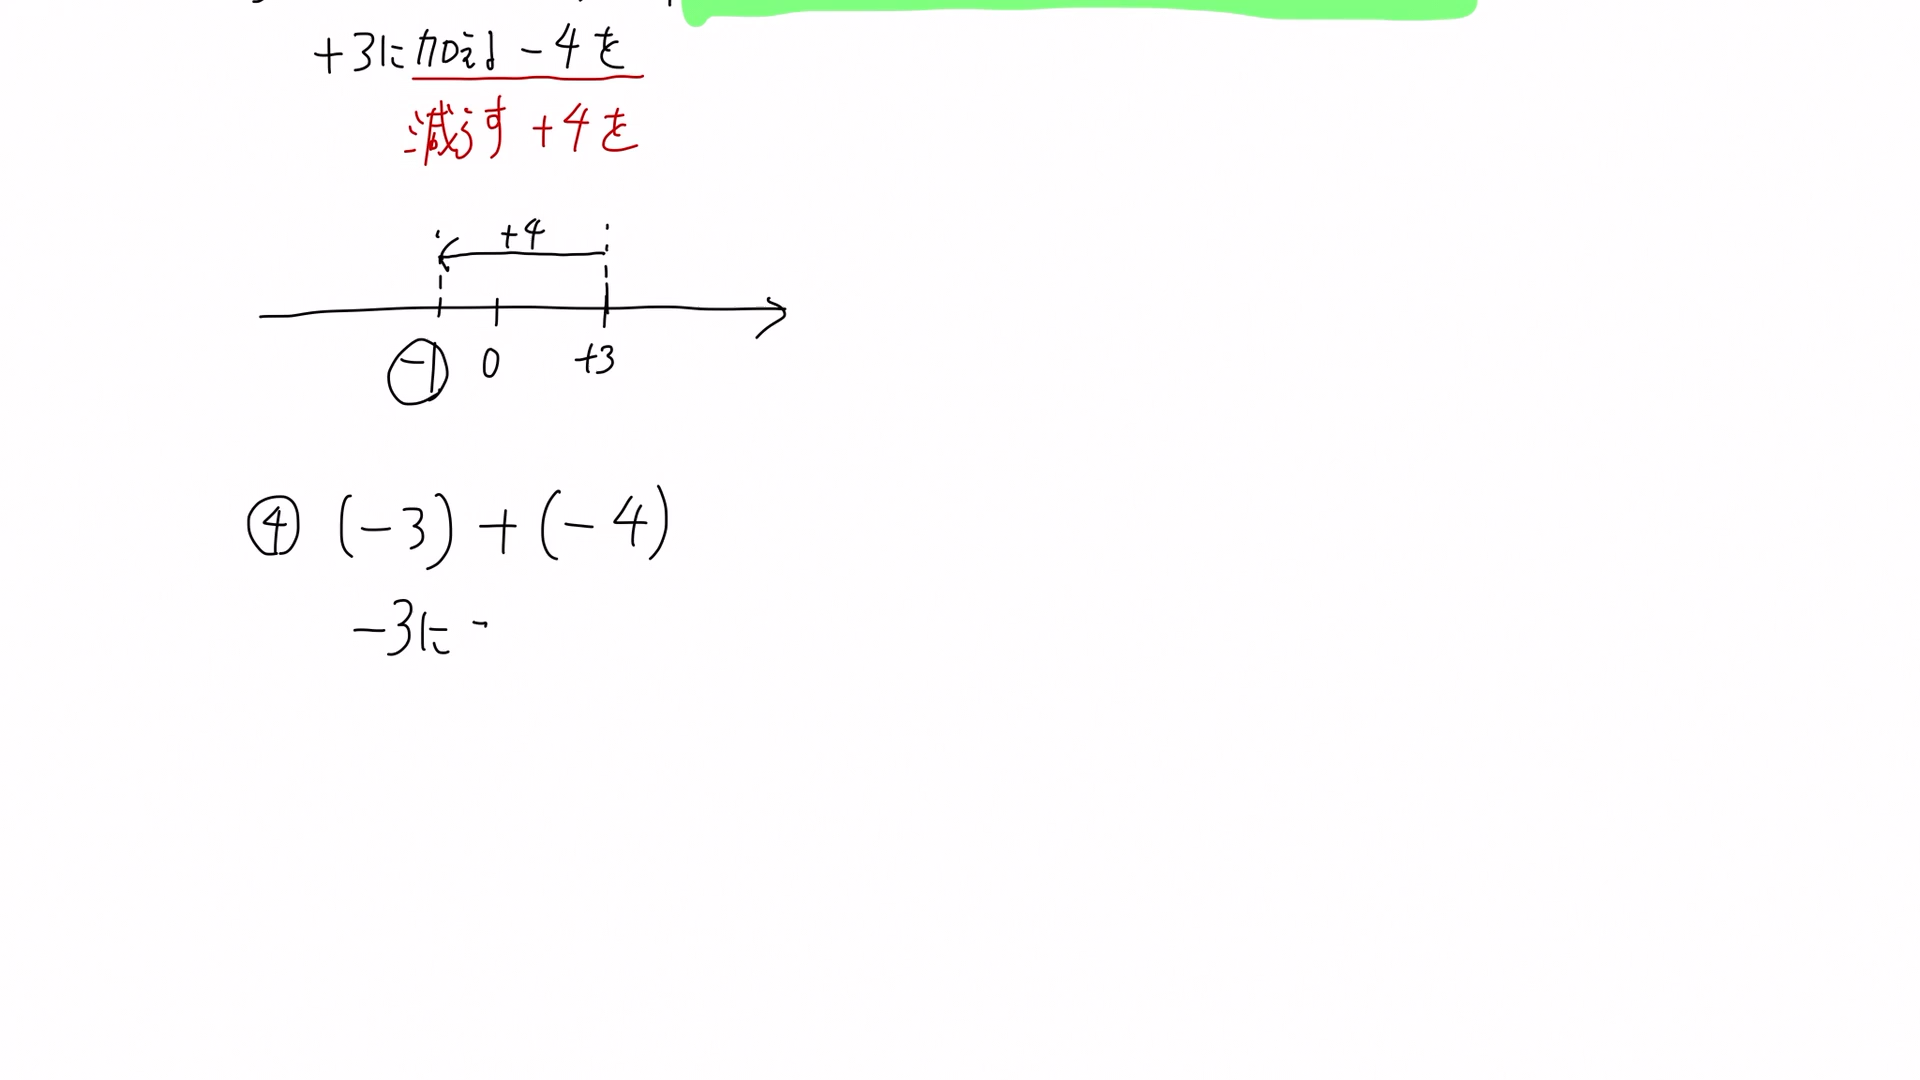 +3に加えよ -4を
減らす +4を
+4
-1 0 +3
④ (-3) + (-4)
-3に